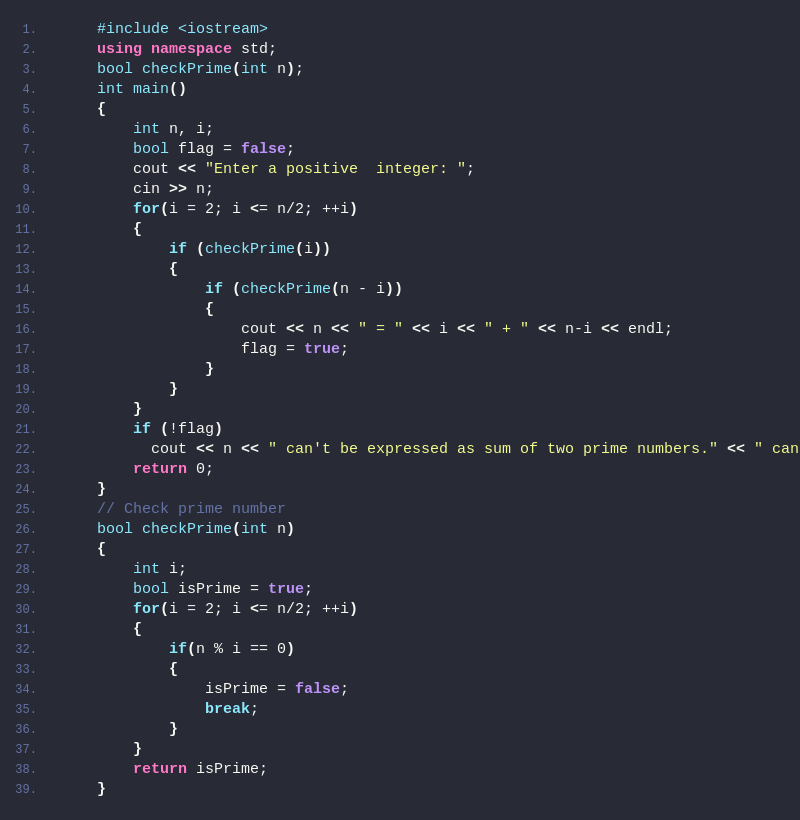 1. #include <iostream>
2. using namespace std;
3. bool checkPrime(int n);
4. int main()
5. {
6.     int n, i;
7.     bool flag = false;
8.     cout << "Enter a positive  integer: ";
9.     cin >> n;
10.     for(i = 2; i <= n/2; ++i)
11.     {
12.         if (checkPrime(i))
13.         {
14.             if (checkPrime(n - i))
15.             {
16.                 cout << n << " = " << i << " + " << n-i << endl;
17.                 flag = true;
18.             }
19.         }
20.     }
21.     if (!flag)
22.       cout << n << " can't be expressed as sum of two prime numbers." << " can
23.     return 0;
24. }
25. // Check prime number
26. bool checkPrime(int n)
27. {
28.     int i;
29.     bool isPrime = true;
30.     for(i = 2; i <= n/2; ++i)
31.     {
32.         if(n % i == 0)
33.         {
34.             isPrime = false;
35.             break;
36.         }
37.     }
38.     return isPrime;
39. }